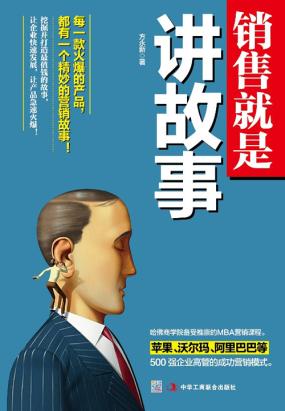 销售就是
讲故事
方永新◎著
每一款火爆的产品，
都有一个精妙的营销故事！
挖掘并打造最值钱的故事，
让企业快速发展，让产品急速火爆！
哈佛商学院备受推崇的MBA营销课程。
苹果、沃尔玛、阿里巴巴等
500强企业高管的成功营销模式。
中华工商联合出版社